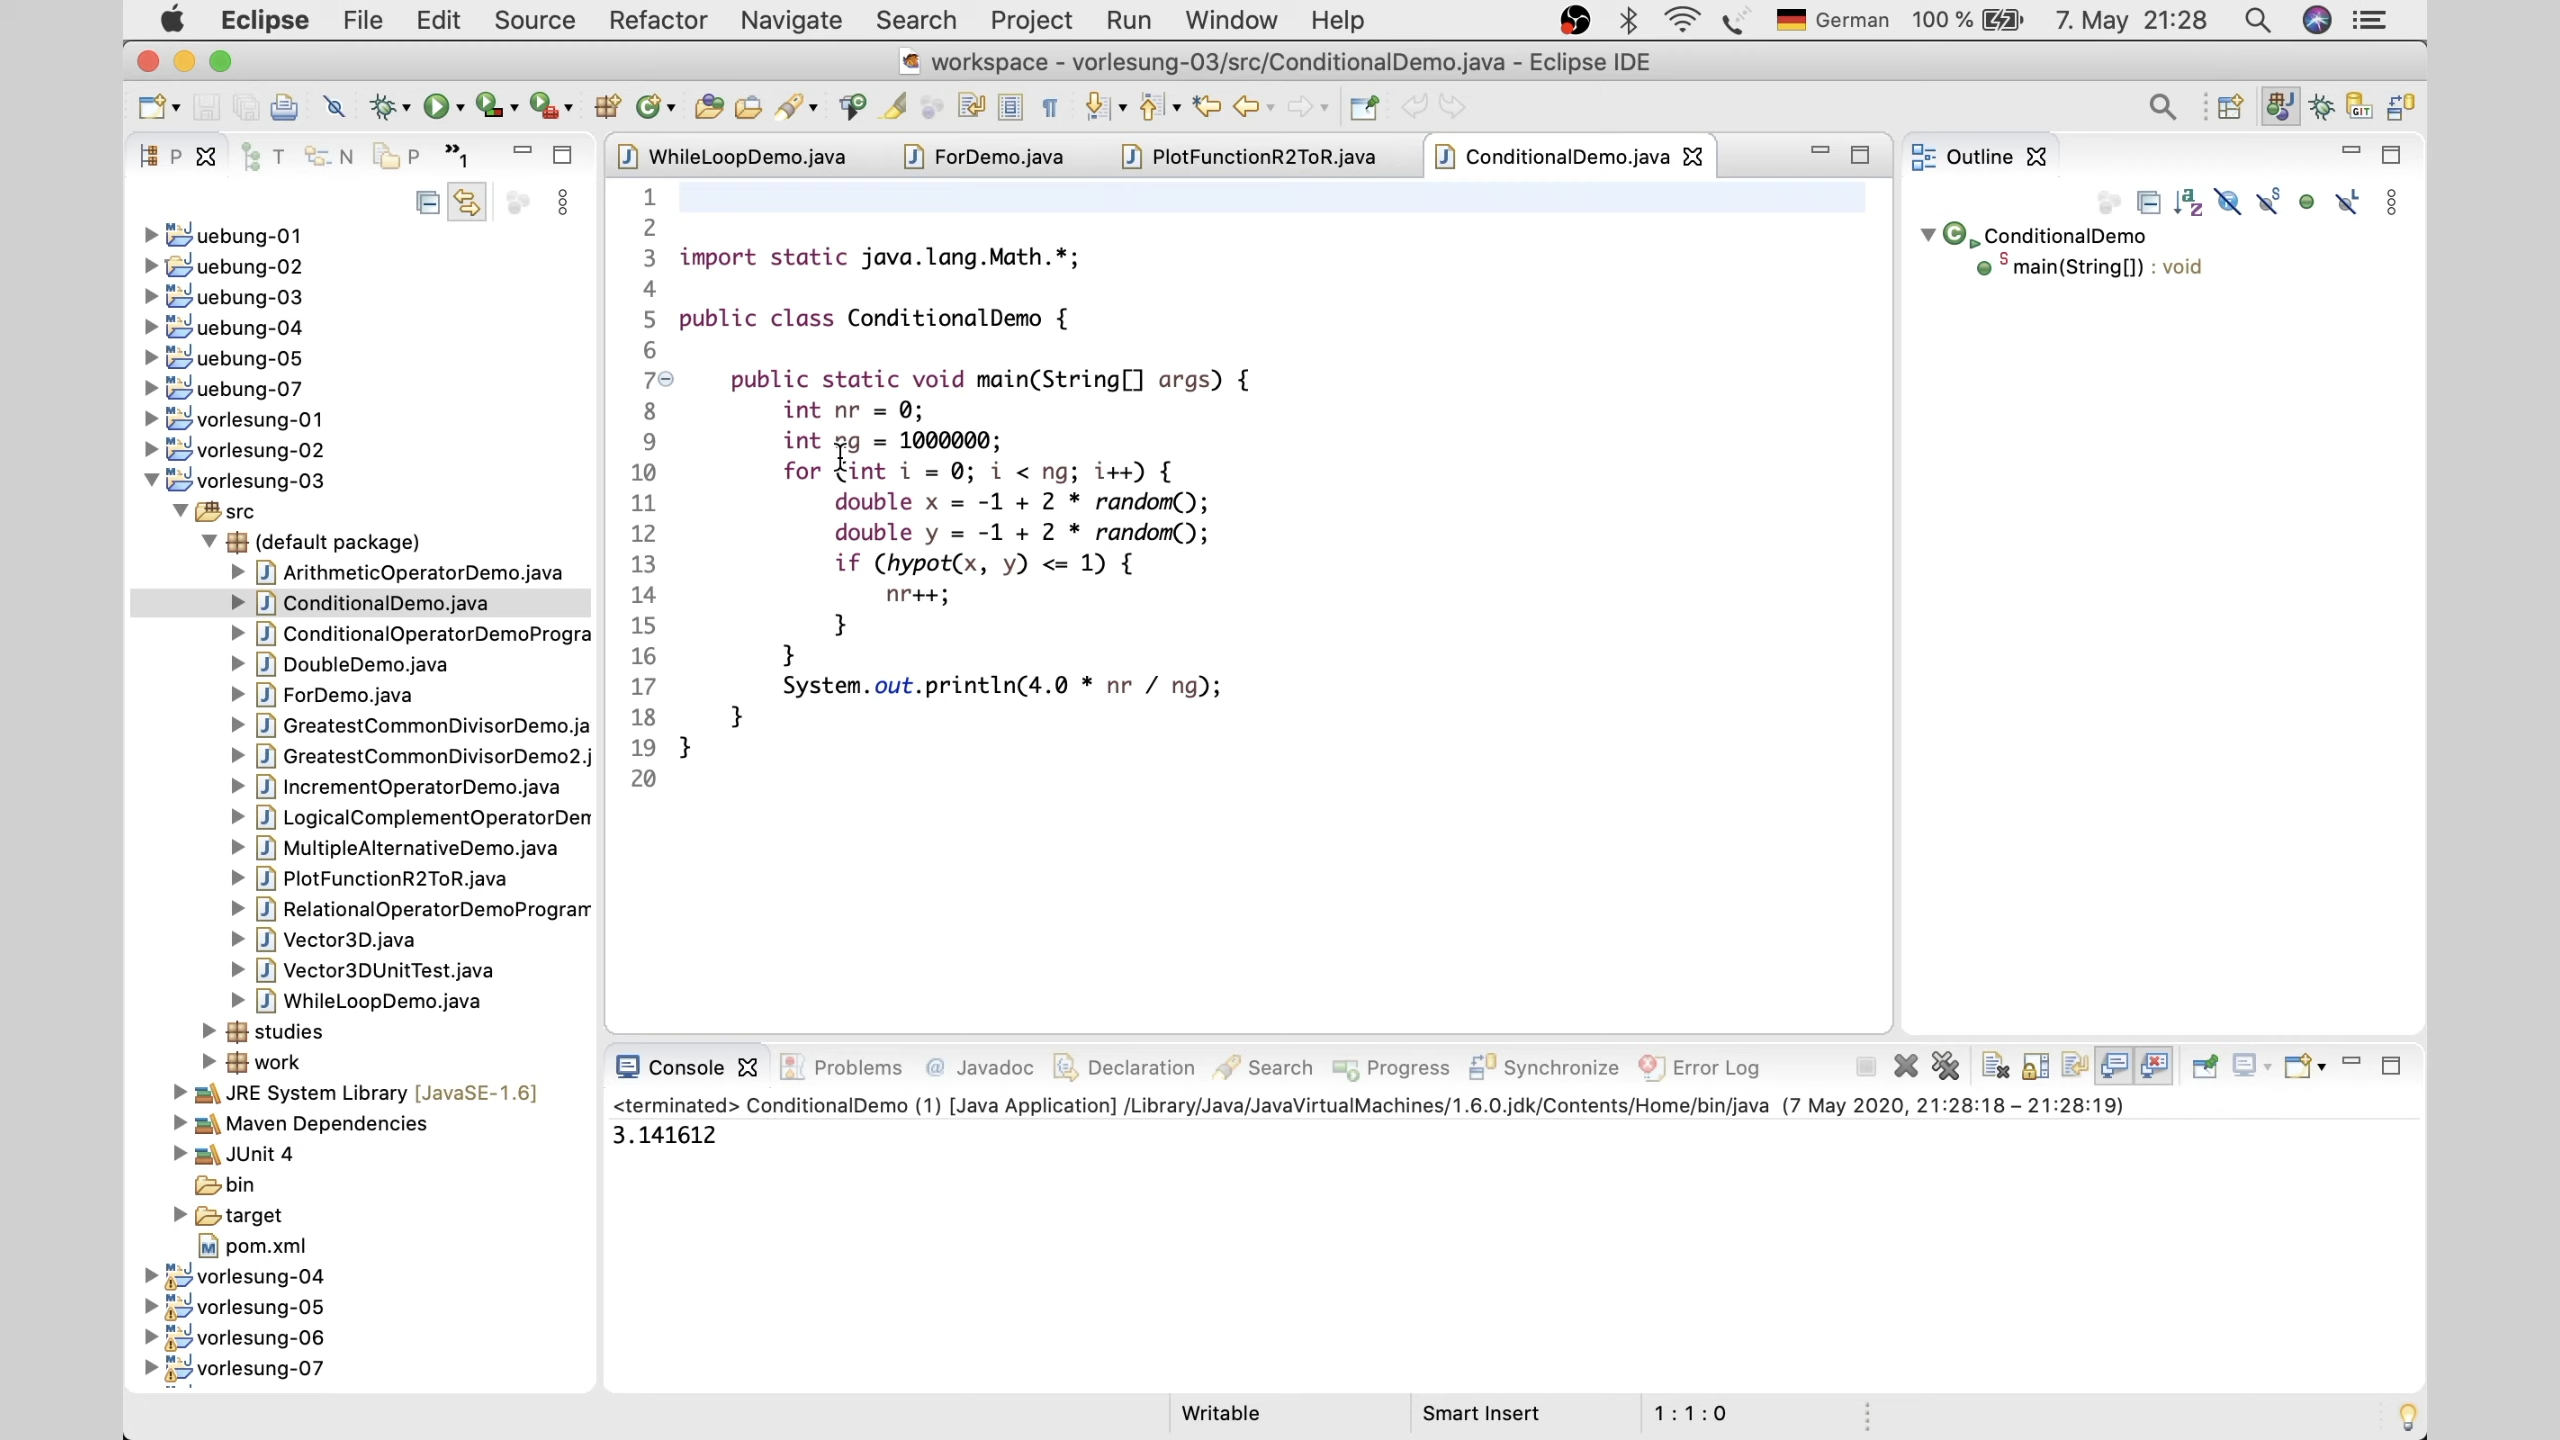 Eclipse File Edit Source Refactor Navigate Search Project Run Window Help German 100 % 7. May 21:28
workspace - vorlesung-03/src/ConditionalDemo.java - Eclipse IDE
P T N P »1
uebung-01
uebung-02
uebung-03
uebung-04
uebung-05
uebung-07
vorlesung-01
vorlesung-02
vorlesung-03
src
(default package)
ArithmeticOperatorDemo.java
ConditionalDemo.java
ConditionalOperatorDemoProgra
DoubleDemo.java
ForDemo.java
GreatestCommonDivisorDemo.ja
GreatestCommonDivisorDemo2.j
IncrementOperatorDemo.java
LogicalComplementOperatorDem
MultipleAlternativeDemo.java
PlotFunctionR2ToR.java
RelationalOperatorDemoProgram
Vector3D.java
Vector3DUnitTest.java
WhileLoopDemo.java
studies
work
JRE System Library [JavaSE-1.6]
Maven Dependencies
JUnit 4
bin
target
pom.xml
vorlesung-04
vorlesung-05
vorlesung-06
vorlesung-07
WhileLoopDemo.java ForDemo.java PlotFunctionR2ToR.java ConditionalDemo.java
1
2
3 import static java.lang.Math.*;
4
5 public class ConditionalDemo {
6
7 public static void main(String[] args) {
8 int nr = 0;
9 int ng = 1000000;
10 for (int i = 0; i < ng; i++) {
11 double x = -1 + 2 * random();
12 double y = -1 + 2 * random();
13 if (hypot(x, y) <= 1) {
14 nr++;
15 }
16 }
17 System.out.println(4.0 * nr / ng);
18 }
19 }
20
Outline
ConditionalDemo
main(String[]) : void
Console Problems Javadoc Declaration Search Progress Synchronize Error Log
<terminated> ConditionalDemo (1) [Java Application] /Library/Java/JavaVirtualMachines/1.6.0.jdk/Contents/Home/bin/java (7 May 2020, 21:28:18 – 21:28:19)
3.141612
Writable Smart Insert 1 : 1 : 0